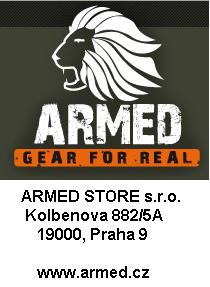 ARMED
GEAR FOR REAL
ARMED STORE s.r.o.
Kolbenova 882/5A
19000, Praha 9
www.armed.cz